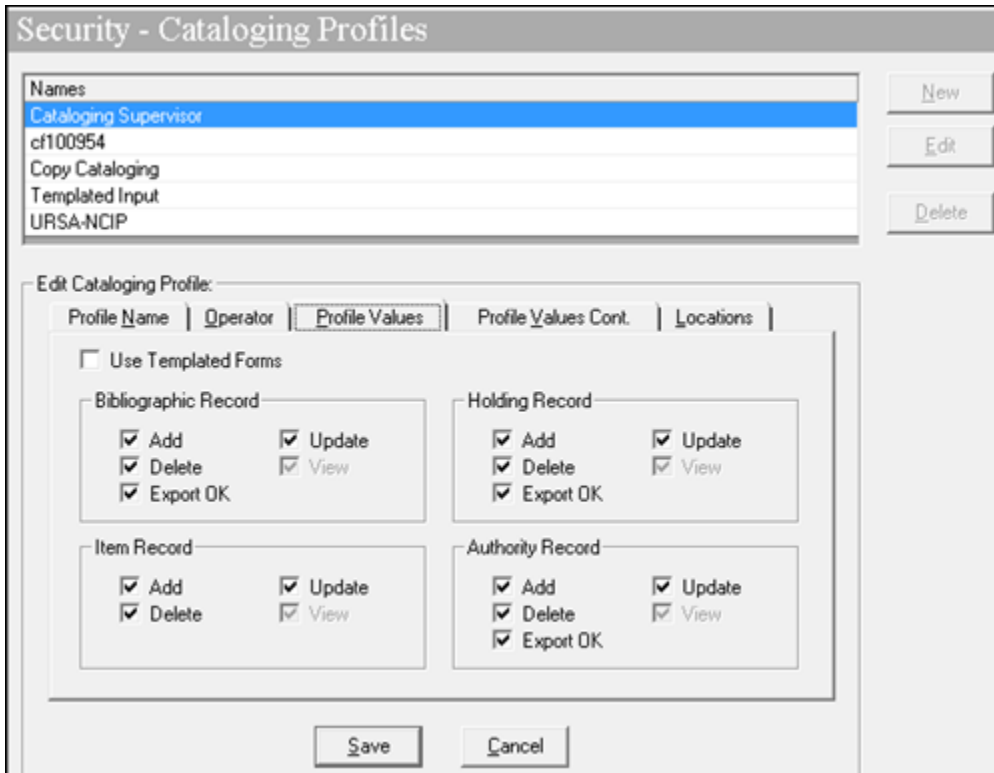 Security - Cataloging Profiles
Names
New
Cataloging Supervisor
cf100954
Edit
Copy Cataloging
Templated Input
Delete
URSA-NCIP
Edit Cataloging Profile:
Profile Name Operator Profile Values Profile Values Cont. Locations
Use Templated Forms
Bibliographic Record Holding Record
Add Update Add Update
Delete View Delete View
Export OK Export OK
Item Record Authority Record
Add Update Add Update
Delete View Delete View
Export OK
Save Cancel